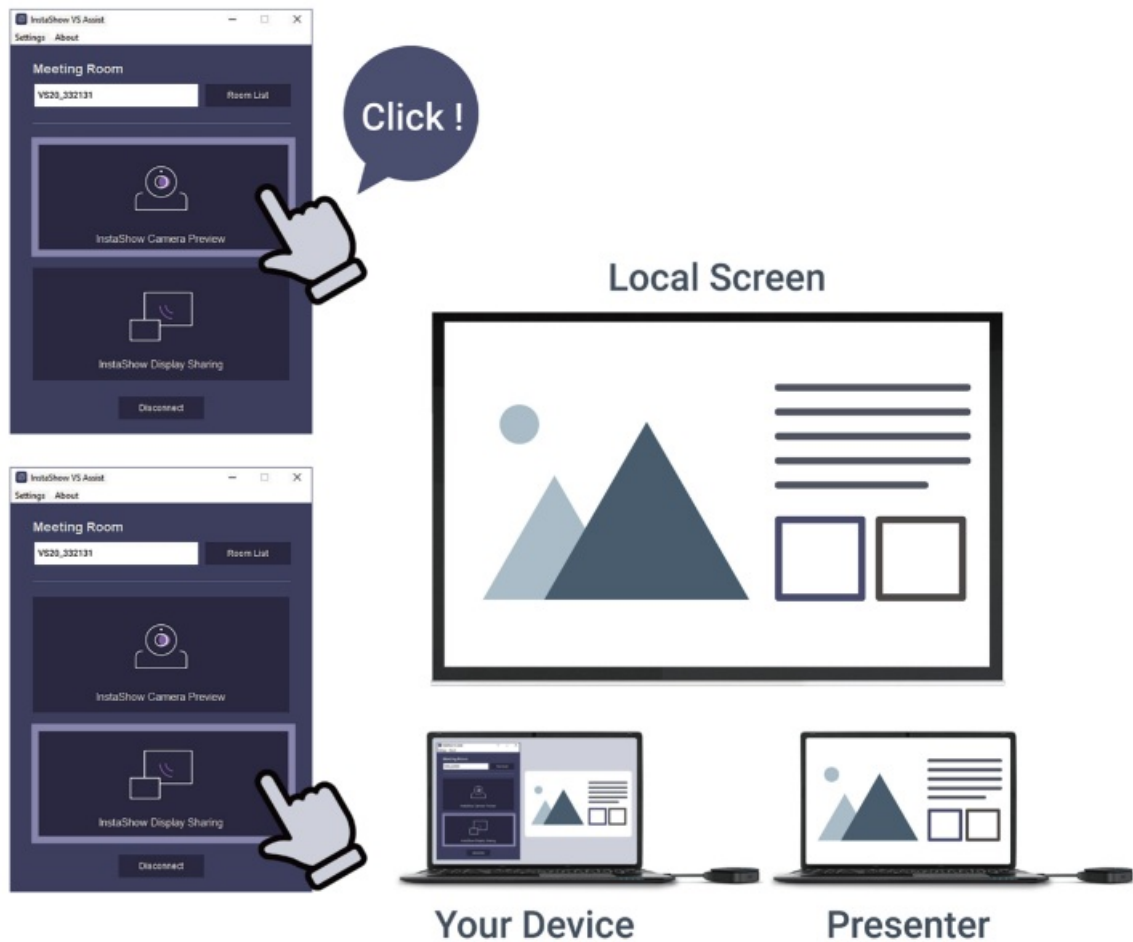 InstaShow VS Assist
Settings About
Meeting Room
VS20_332131 Room List
InstaShow Camera Preview
InstaShow Display Sharing
Disconnect
Click !
InstaShow VS Assist
Settings About
Meeting Room
VS20_332131 Room List
InstaShow Camera Preview
InstaShow Display Sharing
Disconnect
Local Screen
Meeting Room
Your Device
Presenter